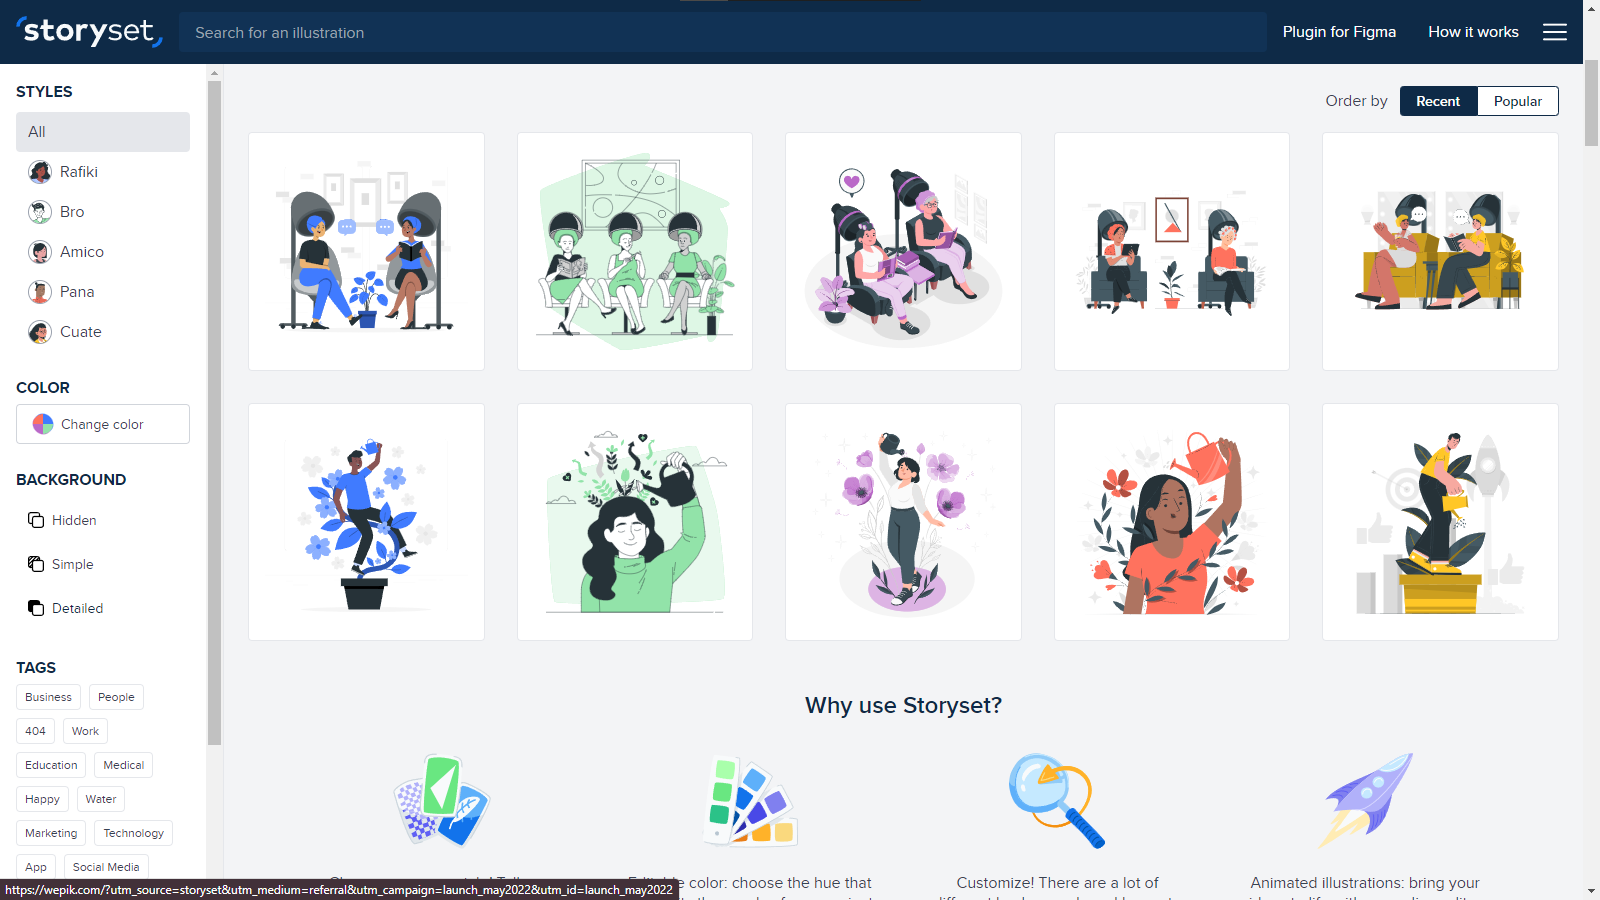 storyset
Search for an illustration
Plugin for Figma
How it works
STYLES
All
Rafiki
Bro
Amico
Pana
Cuate
COLOR
Change color
BACKGROUND
Hidden
Simple
Detailed
TAGS
Business People
404 Work
Education Medical
Happy Water
Marketing Technology
App Social Media
Order by Recent Popular
Why use Storyset?
color: choose the hue that
Customize! There are a lot of
Animated illustrations: bring your
https://wepik.com/?utm_source=storyset&utm_medium=referral&utm_campaign=launch_may2022&utm_id=launch_may2022